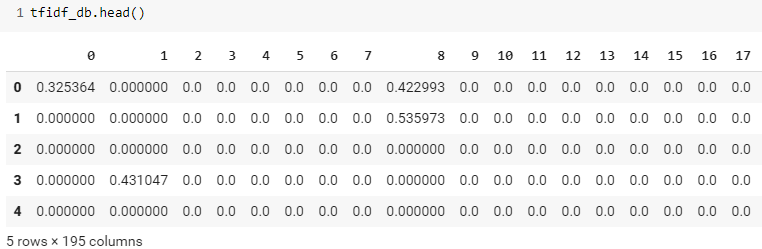 1 tfidf_db.head()
0 1 2 3 4 5 6 7 8 9 10 11 12 13 14 15 16 17
0 0.325364 0.000000 0.0 0.0 0.0 0.0 0.0 0.0 0.422993 0.0 0.0 0.0 0.0 0.0 0.0 0.0 0.0 0.0
1 0.000000 0.000000 0.0 0.0 0.0 0.0 0.0 0.0 0.535973 0.0 0.0 0.0 0.0 0.0 0.0 0.0 0.0 0.0
2 0.000000 0.000000 0.0 0.0 0.0 0.0 0.0 0.0 0.000000 0.0 0.0 0.0 0.0 0.0 0.0 0.0 0.0 0.0
3 0.000000 0.431047 0.0 0.0 0.0 0.0 0.0 0.0 0.000000 0.0 0.0 0.0 0.0 0.0 0.0 0.0 0.0 0.0
4 0.000000 0.000000 0.0 0.0 0.0 0.0 0.0 0.0 0.000000 0.0 0.0 0.0 0.0 0.0 0.0 0.0 0.0 0.0
5 rows × 195 columns